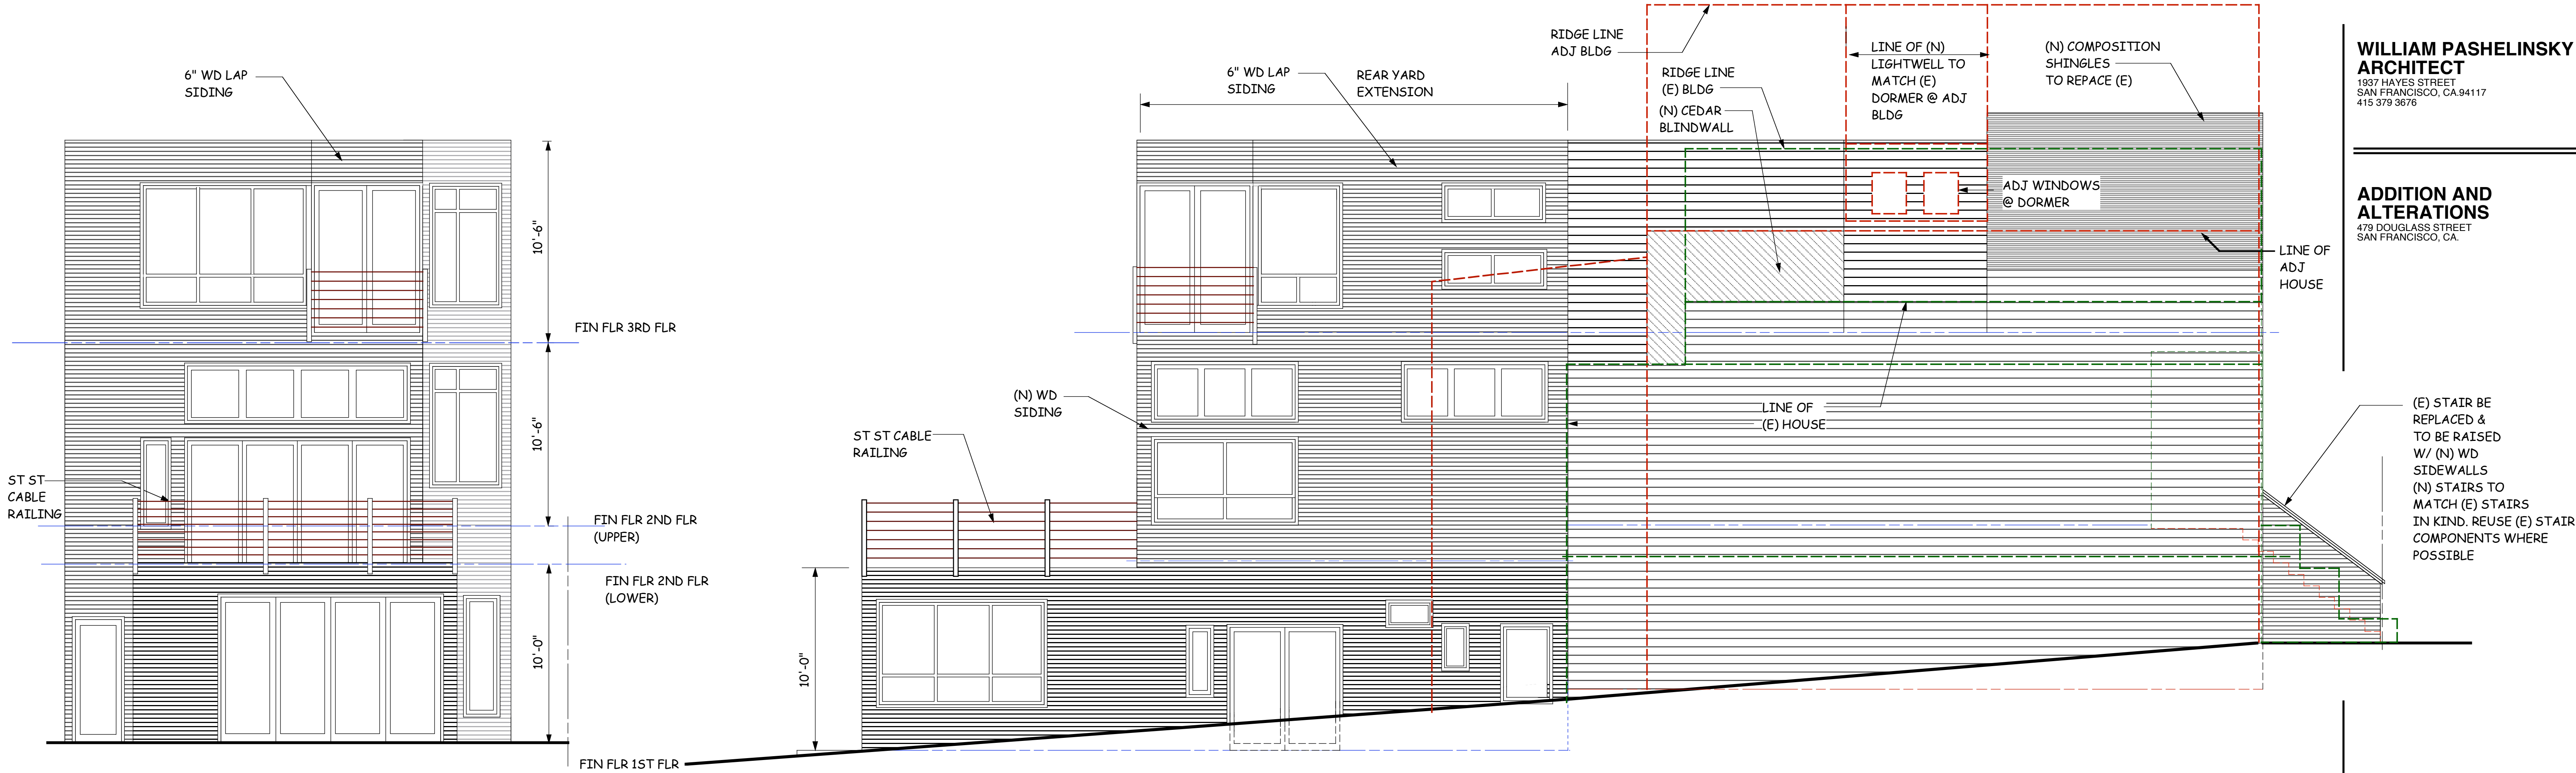 6" WD LAP
SIDING
10'-6"
FIN FLR 3RD FLR
10'-6"
ST ST
CABLE
RAILING
FIN FLR 2ND FLR
(UPPER)
FIN FLR 2ND FLR
(LOWER)
10'-0"
FIN FLR 1ST FLR
6" WD LAP
SIDING
REAR YARD
EXTENSION
RIDGE LINE
ADJ BLDG
RIDGE LINE
(E) BLDG
(N) CEDAR
BLINDWALL
LINE OF (N)
LIGHTWELL TO
MATCH (E)
DORMER @ ADJ
BLDG
(N) COMPOSITION
SHINGLES
TO REPACE (E)
ADJ WINDOWS
@ DORMER
LINE OF
ADJ
HOUSE
(N) WD
SIDING
ST ST CABLE
RAILING
LINE OF
(E) HOUSE
10'-0"
(E) STAIR BE
REPLACED &
TO BE RAISED
W/ (N) WD
SIDEWALLS
(N) STAIRS TO
MATCH (E) STAIRS
IN KIND. REUSE (E) STAIR
COMPONENTS WHERE
POSSIBLE
WILLIAM PASHELINSKY
ARCHITECT
1937 HAYES STREET
SAN FRANCISCO, CA.94117
415 379 3676
ADDITION AND
ALTERATIONS
479 DOUGLASS STREET
SAN FRANCISCO, CA.